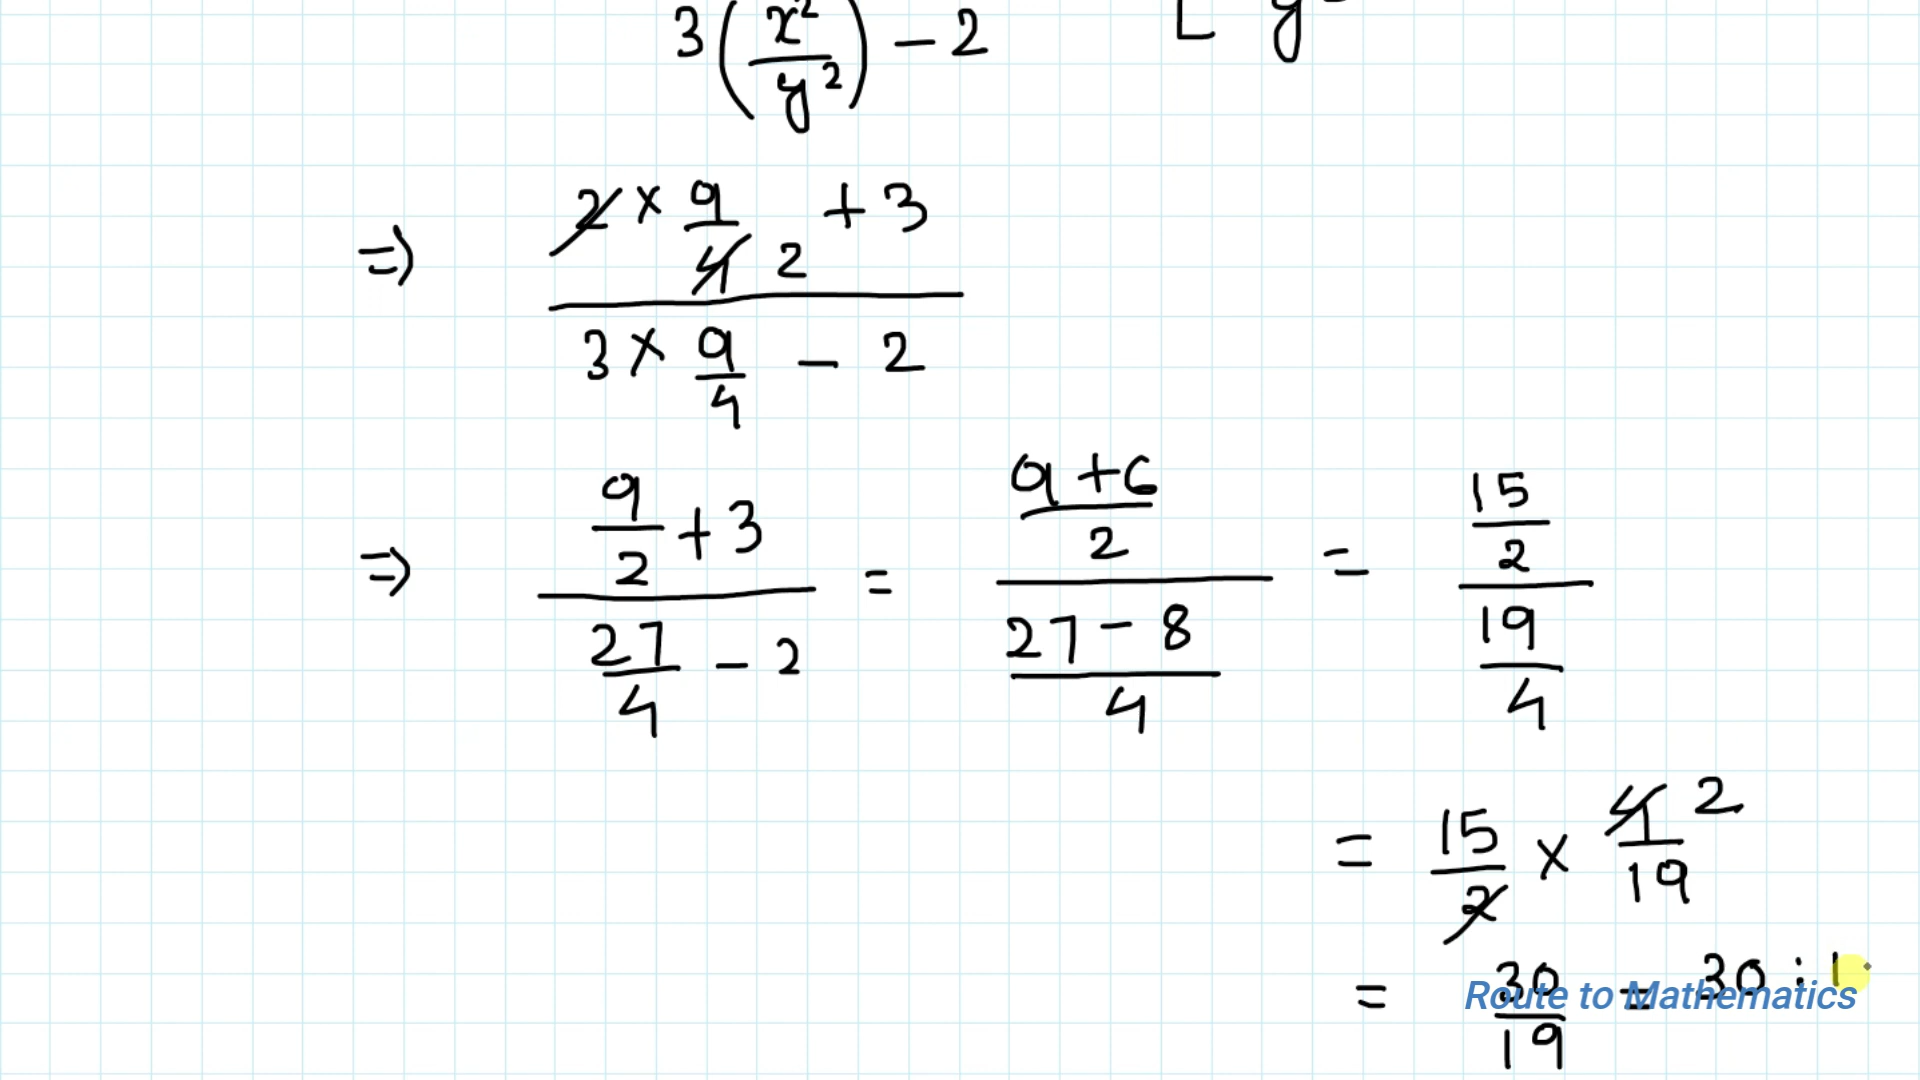 3(x²/y²) - 2 [ y
=> (2 × 9/4 2 + 3)/(3 × 9/4 - 2)
=> (9/2 + 3)/(27/4 - 2) = ((9 + 6)/2)/((27 - 8)/4) = (15/2)/(19/4)
= 15/2 × 4/19 2
= 30/19 = 30 : 1
Route to Mathematics